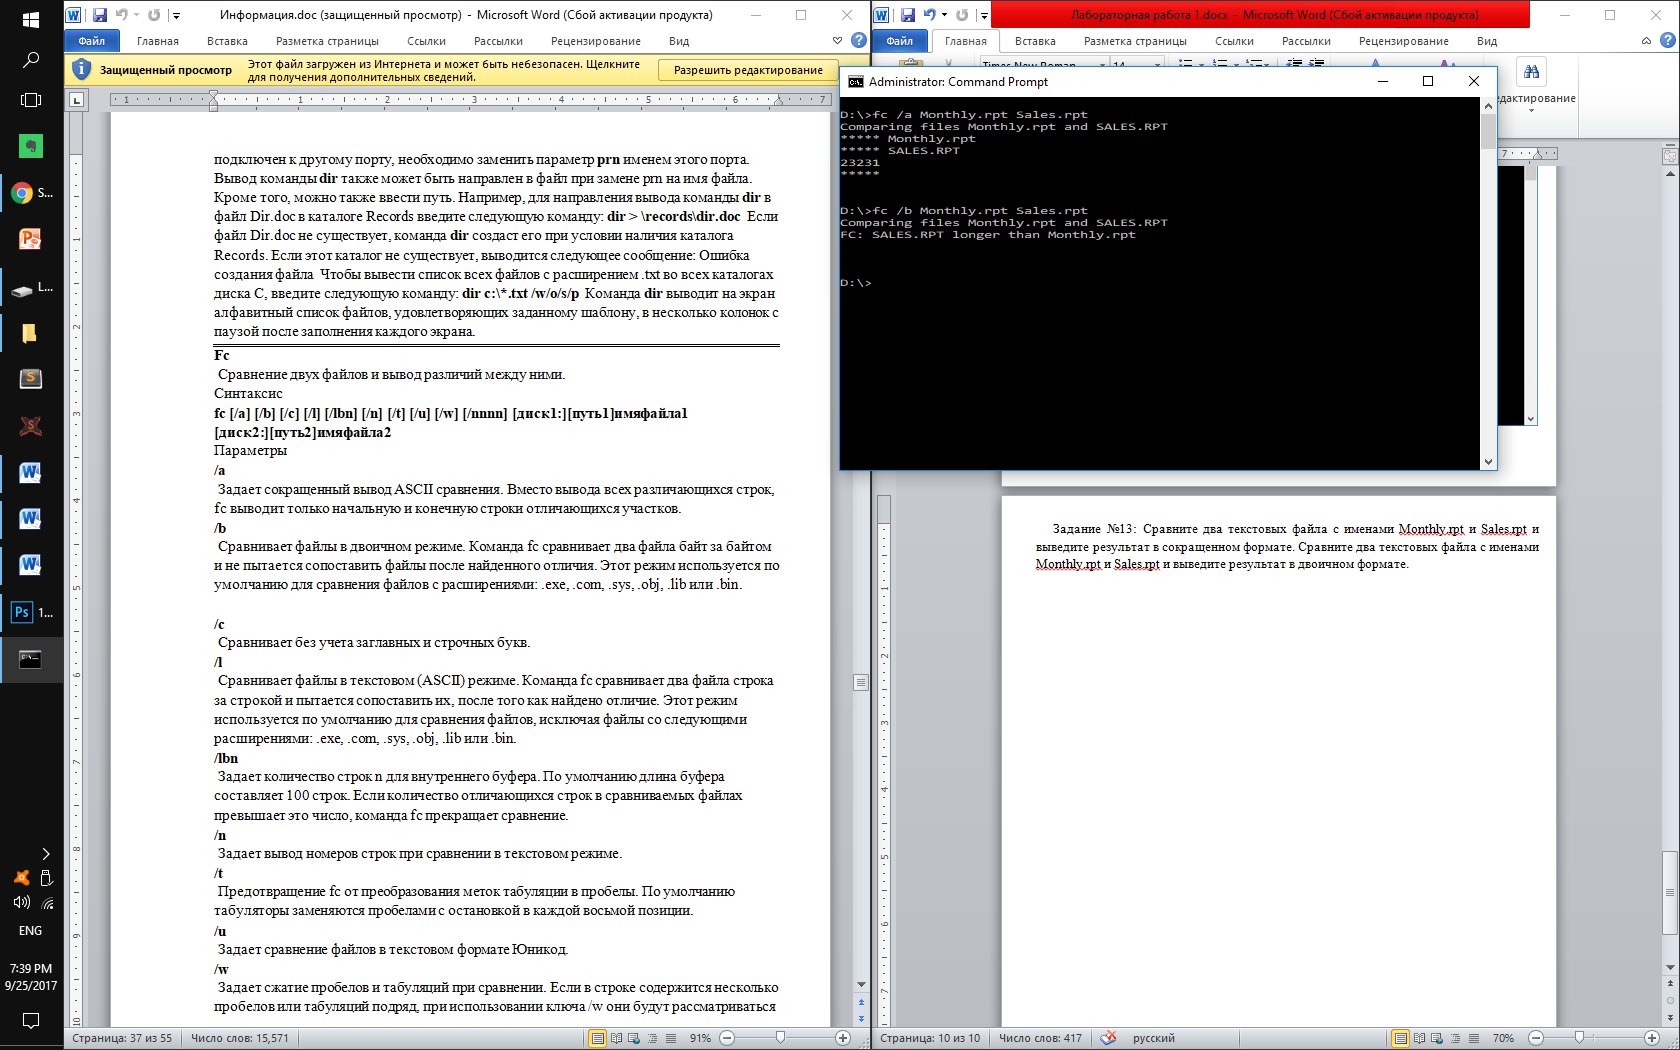 Информация.doc (защищенный просмотр) - Microsoft Word (Сбой активации продукта)
Файл Главная Вставка Разметка страницы Ссылки Рассылки Рецензирование Вид
Защищенный просмотр Этот файл загружен из Интернета и может быть небезопасен. Щелкните для получения дополнительных сведений. Разрешить редактирование
подключен к другому порту, необходимо заменить параметр prn именем этого порта.
Вывод команды dir также может быть направлен в файл при замене prn на имя файла.
Кроме того, можно также ввести путь. Например, для направления вывода команды dir в
файл Dir.doc в каталоге Records введите следующую команду: dir > \records\dir.doc Если
файл Dir.doc не существует, команда dir создаст его при условии наличия каталога
Records. Если этот каталог не существует, выводится следующее сообщение: Ошибка
создания файла Чтобы вывести список всех файлов с расширением .txt во всех каталогах
диска C, введите следующую команду: dir c:\*.txt /w/o/s/p Команда dir выводит на экран
алфавитный список файлов, удовлетворяющих заданному шаблону, в несколько колонок с
паузой после заполнения каждого экрана.
Fc
Сравнение двух файлов и вывод различий между ними.
Синтаксис
fc [/a] [/b] [/c] [/l] [/lbn] [/n] [/t] [/u] [/w] [/nnnn] [диск1:][путь1]имяфайла1
[диск2:][путь2]имяфайла2
Параметры
/a
Задает сокращенный вывод ASCII сравнения. Вместо вывода всех различающихся строк,
fc выводит только начальную и конечную строки отличающихся участков.
/b
Сравнивает файлы в двоичном режиме. Команда fc сравнивает два файла байт за байтом
и не пытается сопоставить файлы после найденного отличия. Этот режим используется по
умолчанию для сравнения файлов с расширениями: .exe, .com, .sys, .obj, .lib или .bin.
/c
Сравнивает без учета заглавных и строчных букв.
/l
Сравнивает файлы в текстовом (ASCII) режиме. Команда fc сравнивает два файла строка
за строкой и пытается сопоставить их, после того как найдено отличие. Этот режим
используется по умолчанию для сравнения файлов, исключая файлы со следующими
расширениями: .exe, .com, .sys, .obj, .lib или .bin.
/lbn
Задает количество строк n для внутреннего буфера. По умолчанию длина буфера
составляет 100 строк. Если количество отличающихся строк в сравниваемых файлах
превышает это число, команда fc прекращает сравнение.
/n
Задает вывод номеров строк при сравнении в текстовом режиме.
/t
Предотвращение fc от преобразования меток табуляции в пробелы. По умолчанию
табуляторы заменяются пробелами с остановкой в каждой восьмой позиции.
/u
Задает сравнение файлов в текстовом формате Юникод.
/w
Задает сжатие пробелов и табуляций при сравнении. Если в строке содержится несколько
пробелов или табуляций подряд, при использовании ключа /w они будут рассматриваться
Страница: 37 из 55 Число слов: 15,571 91%
Лабораторная работа 1.docx - Microsoft Word (Сбой активации продукта)
Файл Главная Вставка Разметка страницы Ссылки Рассылки Рецензирование Вид
Times New Roman 14
едактирование
Administrator: Command Prompt
D:\>fc /a Monthly.rpt Sales.rpt
Comparing files Monthly.rpt and SALES.RPT
***** Monthly.rpt
***** SALES.RPT
23231
*****
D:\>fc /b Monthly.rpt Sales.rpt
Comparing files Monthly.rpt and SALES.RPT
FC: SALES.RPT longer than Monthly.rpt
D:\>
Задание №13: Сравните два текстовых файла с именами Monthly.rpt и Sales.rpt и
выведите результат в сокращенном формате. Сравните два текстовых файла с именами
Monthly.rpt и Sales.rpt и выведите результат в двоичном формате.
Страница: 10 из 10 Число слов: 417 русский 70%
S...
L...
Ps 1...
ENG
7:39 PM
9/25/2017